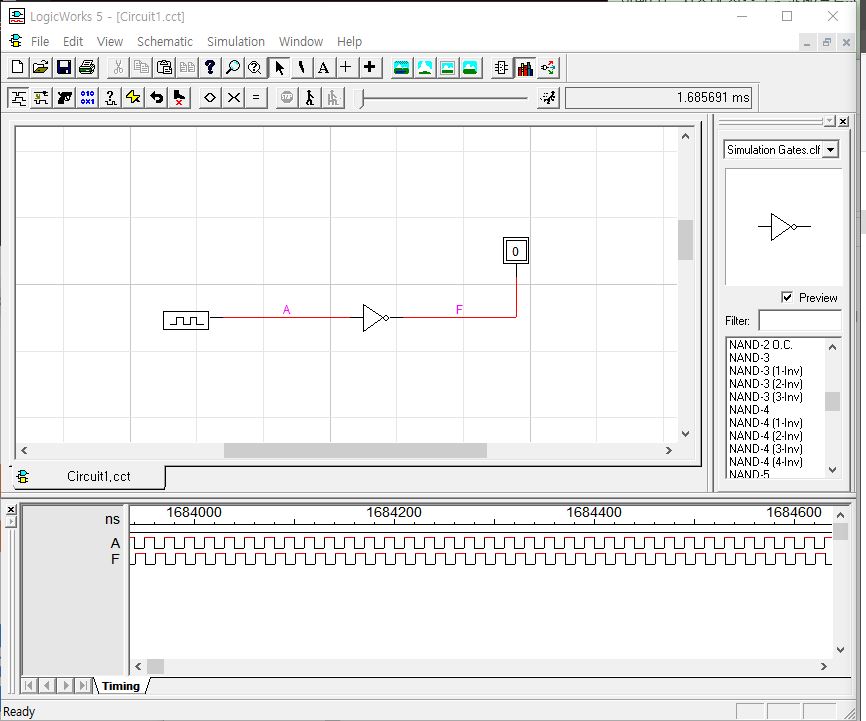 LogicWorks 5 - [Circuit1.cct]
File Edit View Schematic Simulation Window Help
1.685691 ms
Simulation Gates.clf
0
A
F
Preview
Filter:
NAND-2 O.C.
NAND-3
NAND-3 (1-Inv)
NAND-3 (2-Inv)
NAND-3 (3-Inv)
NAND-4
NAND-4 (1-Inv)
NAND-4 (2-Inv)
NAND-4 (3-Inv)
NAND-4 (4-Inv)
NAND-5
Circuit1.cct
ns 1684000 1684200 1684400 1684600
A
F
Timing
Ready